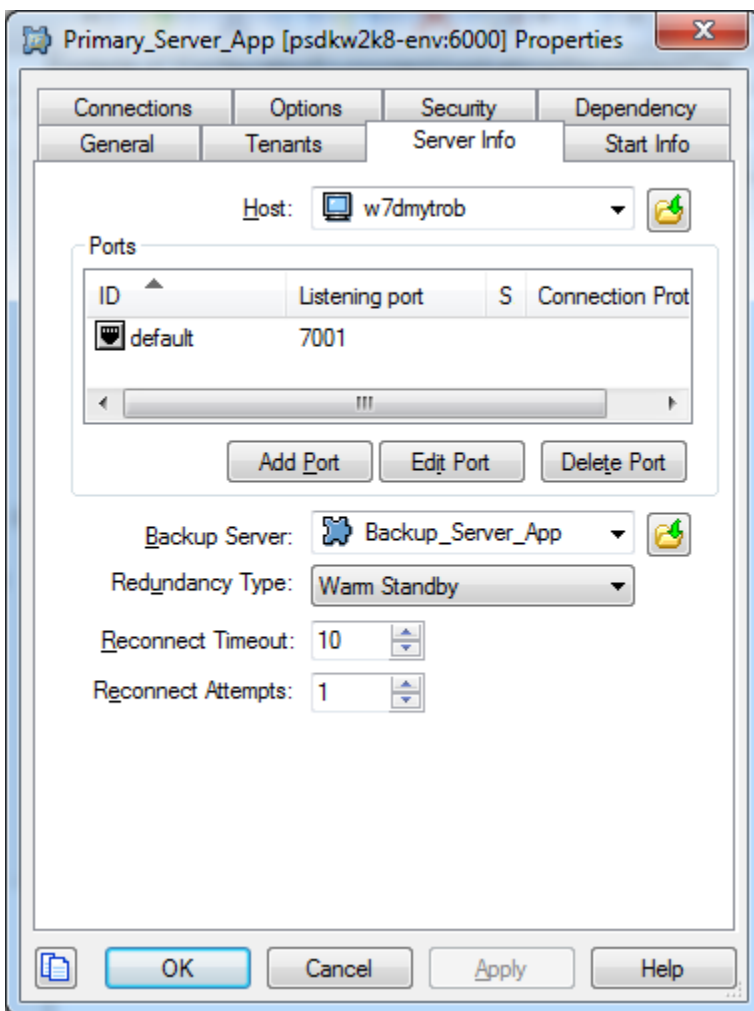 Primary_Server_App [psdkw2k8-env:6000] Properties
Connections Options Security Dependency
General Tenants Server Info Start Info
Host: w7dmytrob
Ports
ID Listening port S Connection Prot
default 7001
Add Port Edit Port Delete Port
Backup Server: Backup_Server_App
Redundancy Type: Warm Standby
Reconnect Timeout: 10
Reconnect Attempts: 1
OK Cancel Apply Help